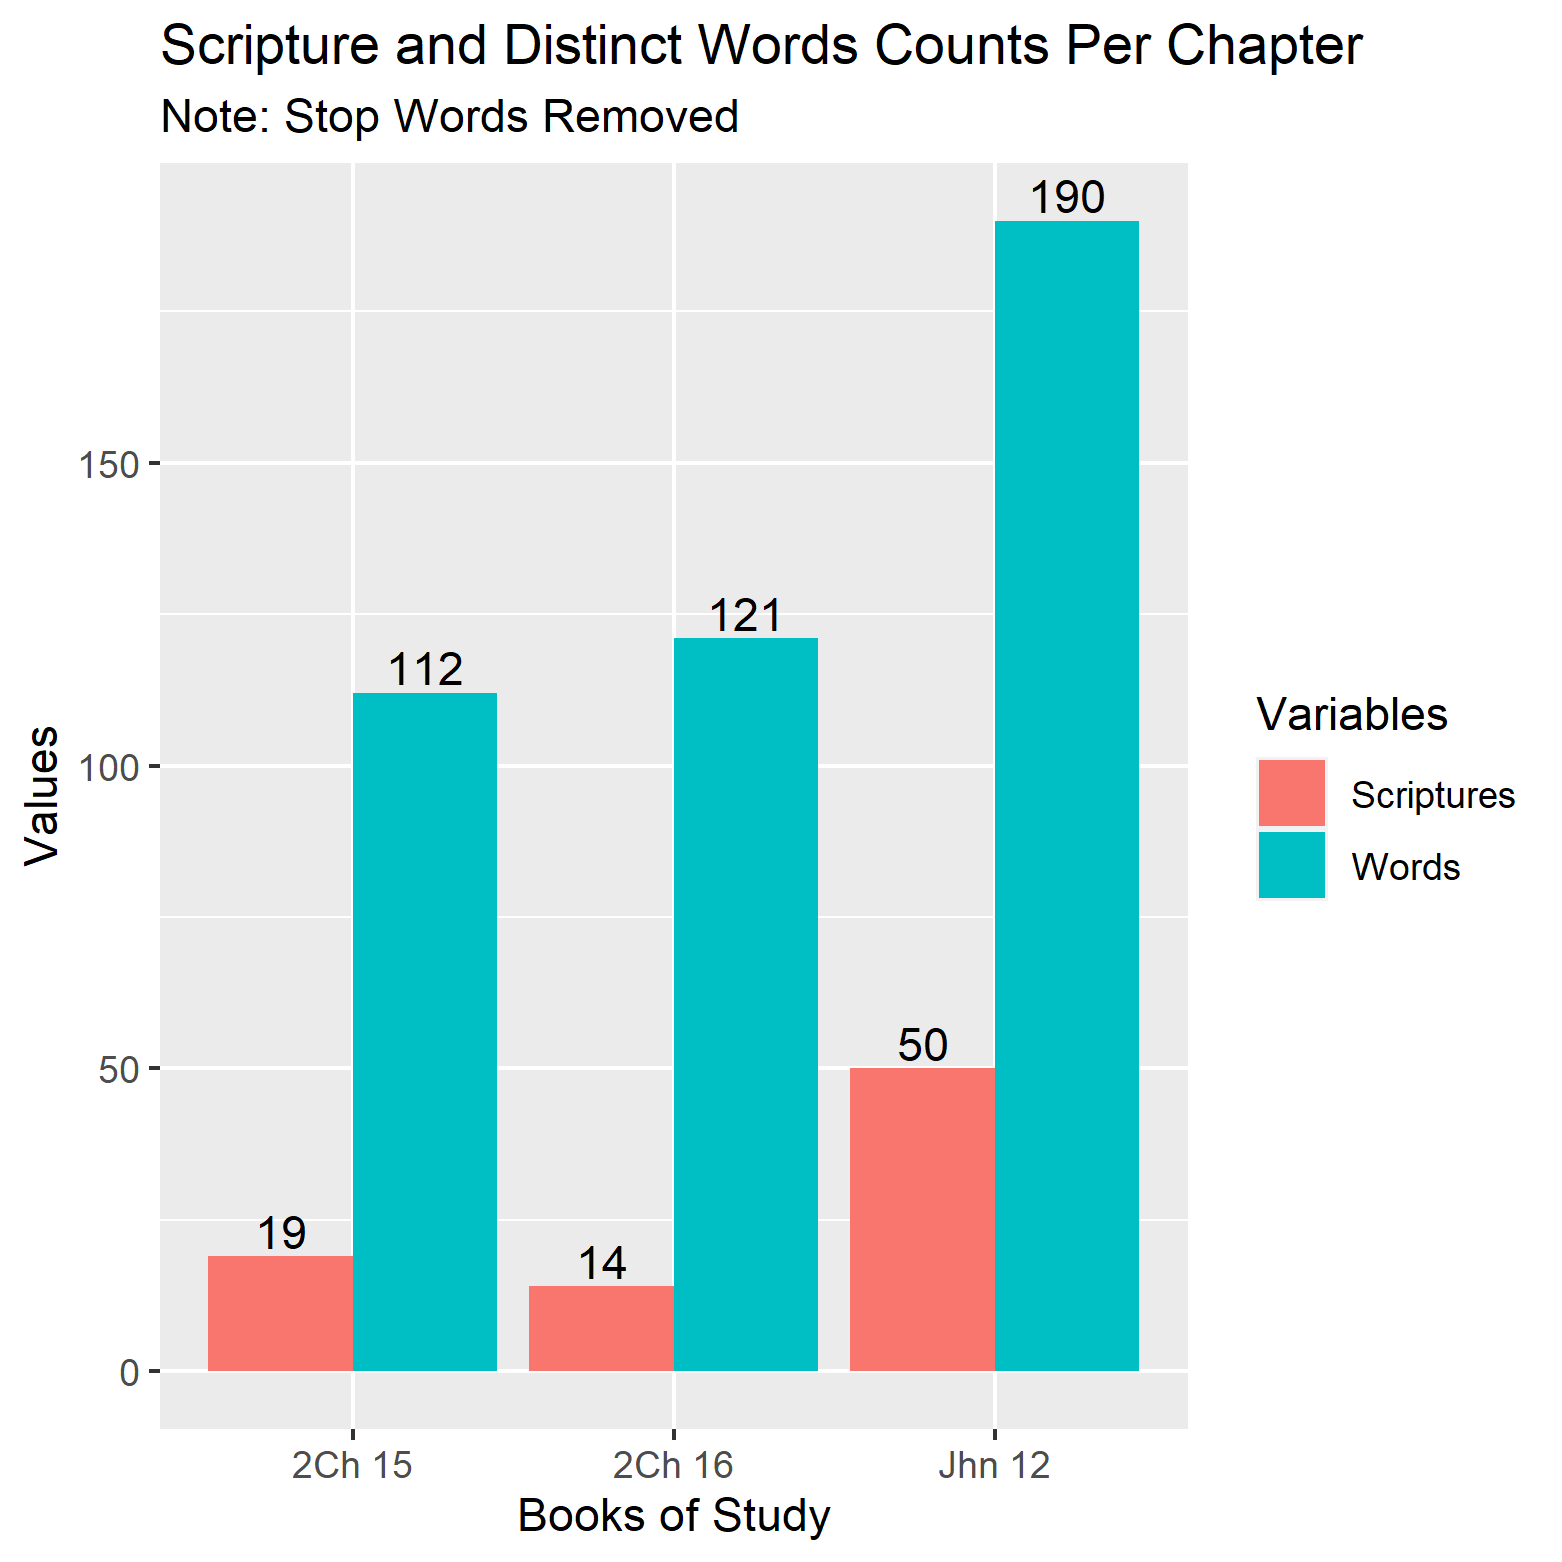 Scripture and Distinct Words Counts Per Chapter
Note: Stop Words Removed
190
150
121
112
Variables
Values
100
Scriptures
Words
50
50
19
14
0
2Ch 15
2Ch 16
Jhn 12
Books of Study